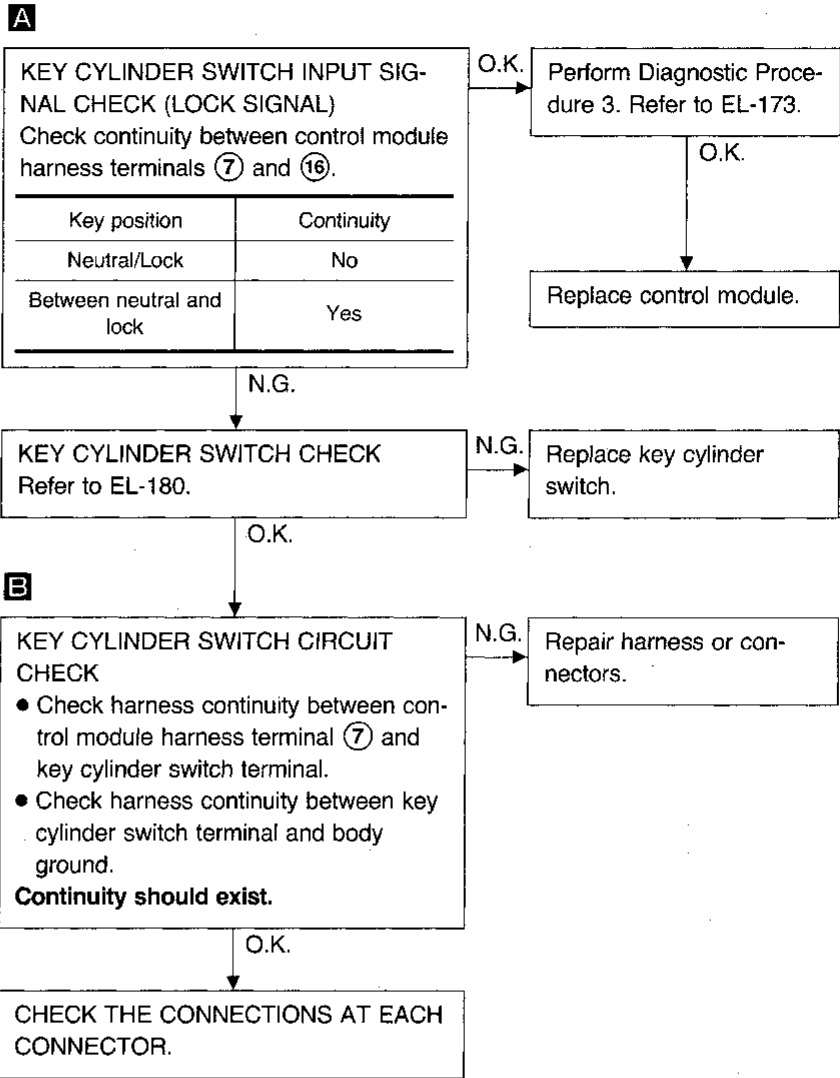 A
KEY CYLINDER SWITCH INPUT SIG-
NAL CHECK (LOCK SIGNAL)
Check continuity between control module
harness terminals ⑦ and ⑯.
Key position Continuity
Neutral/Lock No
Between neutral and
lock
Yes
O.K.
Perform Diagnostic Proce-
dure 3. Refer to EL-173.
O.K.
Replace control module.
N.G.
KEY CYLINDER SWITCH CHECK
Refer to EL-180.
N.G.
Replace key cylinder
switch.
O.K.
B
KEY CYLINDER SWITCH CIRCUIT
CHECK
● Check harness continuity between con-
trol module harness terminal ⑦ and
key cylinder switch terminal.
● Check harness continuity between key
cylinder switch terminal and body
ground.
Continuity should exist.
N.G.
Repair harness or con-
nectors.
O.K.
CHECK THE CONNECTIONS AT EACH
CONNECTOR.